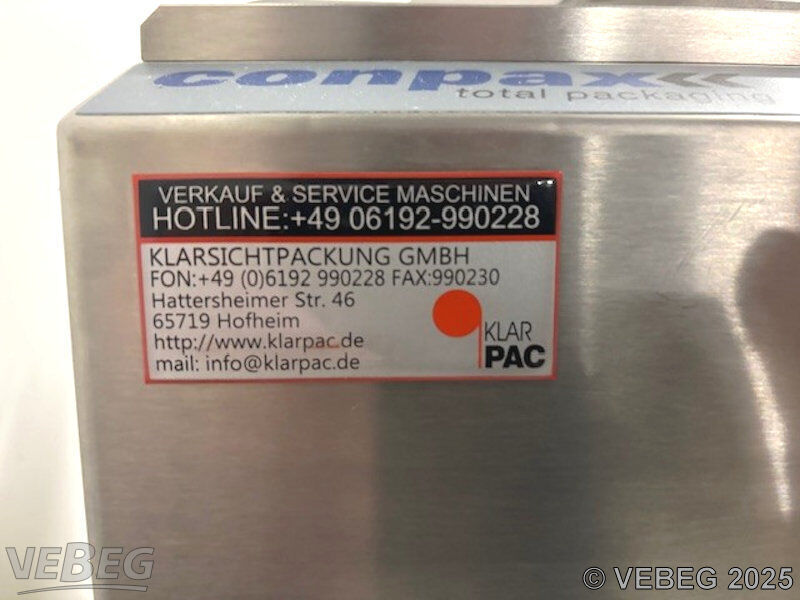 conpax
total packaging
VERKAUF & SERVICE MASCHINEN
HOTLINE:+49 06192-990228
KLARSICHTPACKUNG GMBH
FON:+49 (0)6192 990228 FAX:990230
Hattersheimer Str. 46
65719 Hofheim
http://www.klarpac.de
mail: info@klarpac.de
KLAR
PAC
VEBEG
© VEBEG 2025